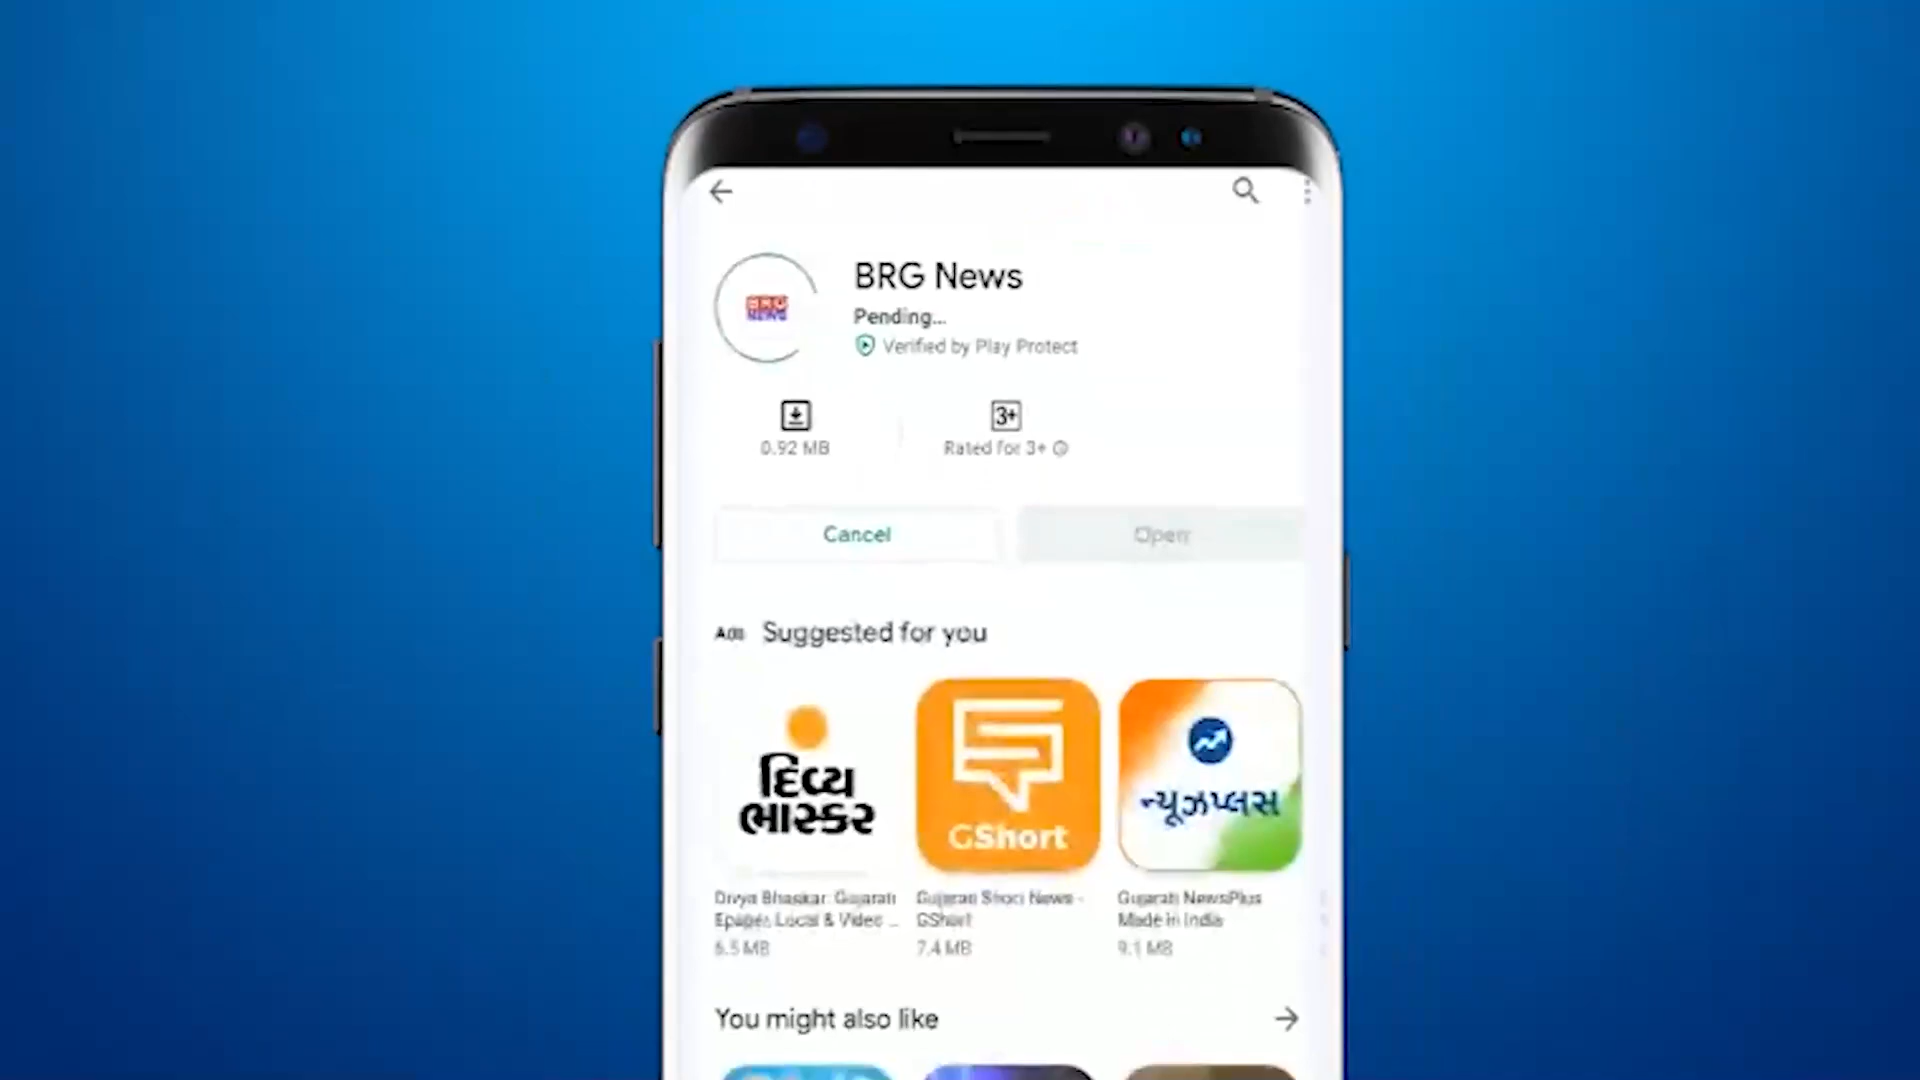 BRG News
BRG
NEWS
Pending...
Verified by Play Protect
3+
0.92 MB
Rated for 3+
Cancel
Open
Ads Suggested for you
દિવ્ય
ભાસ્કર
GShort
ન્યૂઝપ્લસ
Divya Bhaskar: Gujarati
Epaper, Local & Video ...
6.5 MB
Gujarati Short News -
GShort
7.4 MB
Gujarati NewsPlus
Made in India
9.1 MB
You might also like